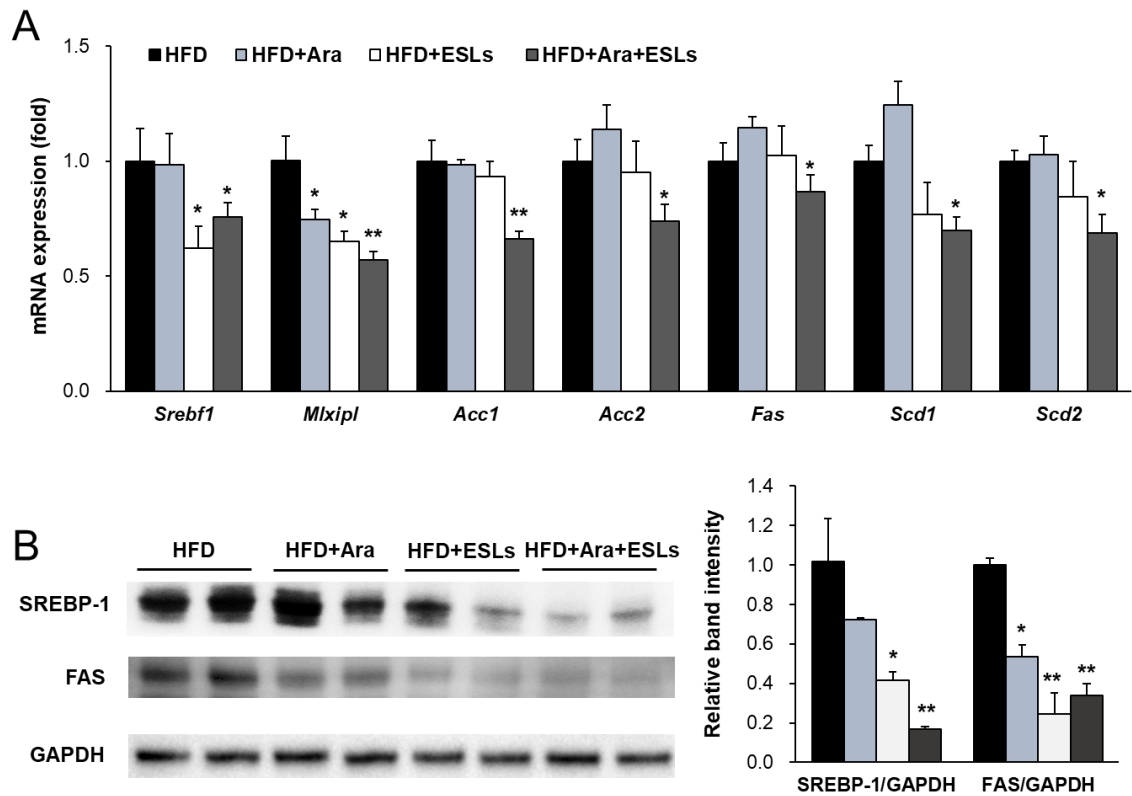 A
1.5
HFD HFD+Ara HFD+ESLs HFD+Ara+ESLs
mRNA expression (fold)
1.0
0.5
0.0
* * * * ** ** * * * *
Srebf1 Mlxipl Acc1 Acc2 Fas Scd1 Scd2
B
HFD HFD+Ara HFD+ESLs HFD+Ara+ESLs
SREBP-1
FAS
GAPDH
Relative band intensity
1.4
1.2
1.0
0.8
0.6
0.4
0.2
0.0
* ** * ** **
SREBP-1/GAPDH FAS/GAPDH